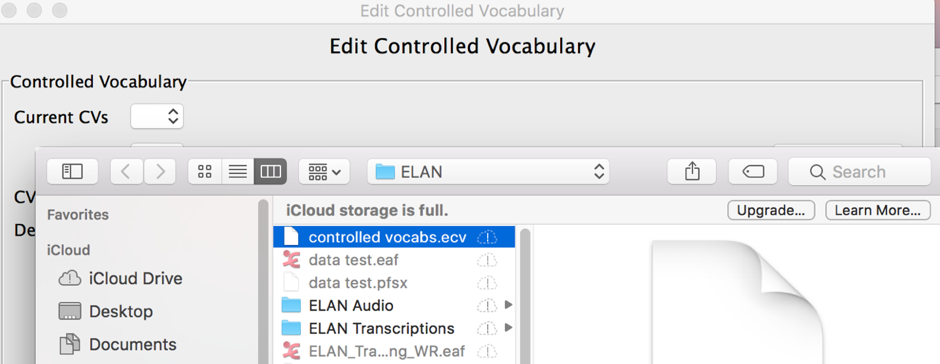 Edit Controlled Vocabulary
Edit Controlled Vocabulary
Controlled Vocabulary
Current CVs
ELAN
Search
CV
De
Favorites
iCloud storage is full.
Upgrade...
Learn More...
controlled vocabs.ecv
iCloud
data test.eaf
iCloud Drive
data test.pfsx
Desktop
ELAN Audio
ELAN Transcriptions
Documents
ELAN_Tra...ng_WR.eaf